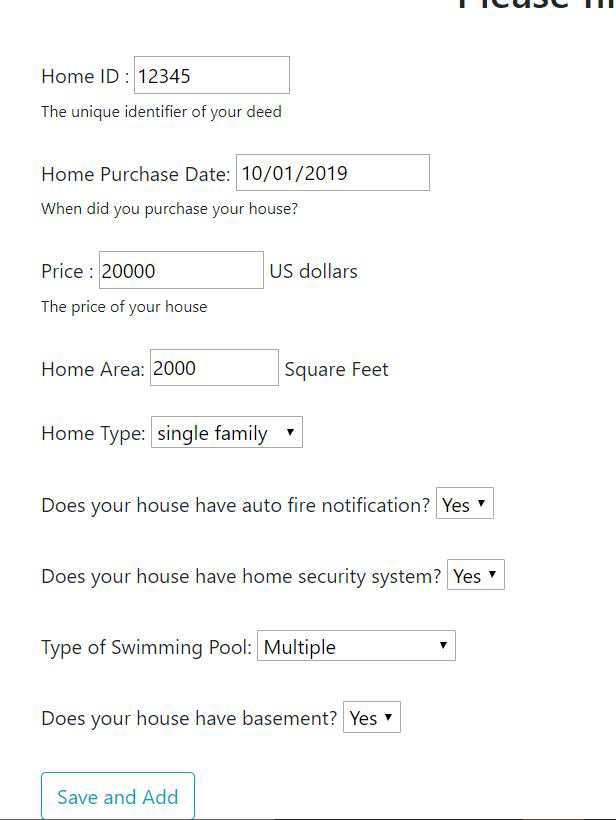 Home ID : 12345
The unique identifier of your deed
Home Purchase Date: 10/01/2019
When did you purchase your house?
Price : 20000 US dollars
The price of your house
Home Area: 2000 Square Feet
Home Type: single family
Does your house have auto fire notification? Yes
Does your house have home security system? Yes
Type of Swimming Pool: Multiple
Does your house have basement? Yes
Save and Add